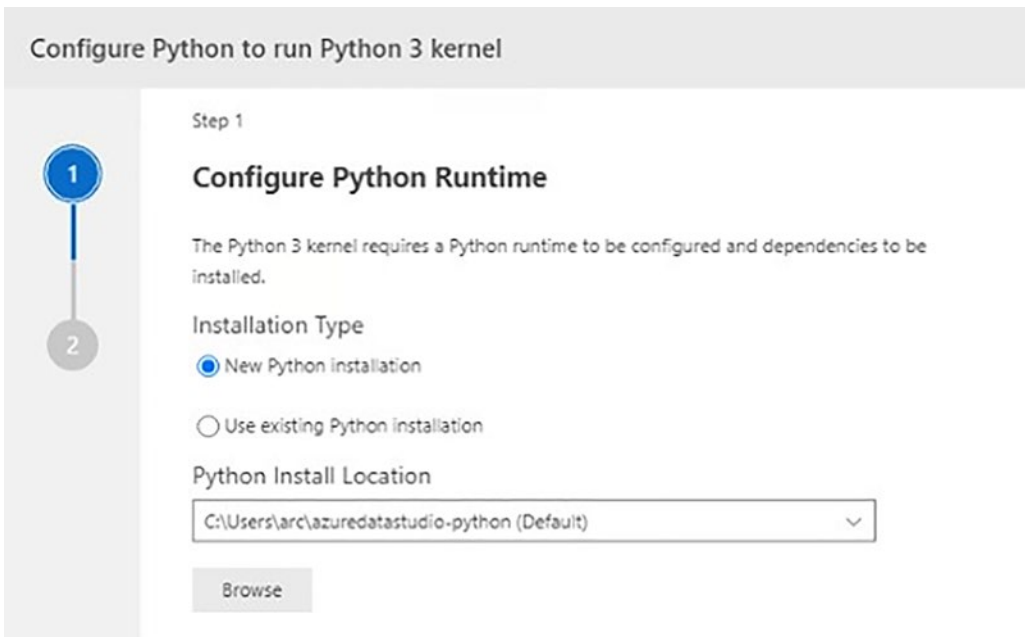 Configure Python to run Python 3 kernel
1
2
Step 1
Configure Python Runtime
The Python 3 kernel requires a Python runtime to be configured and dependencies to be
installed.
Installation Type
New Python installation
Use existing Python installation
Python Install Location
C:\Users\arc\azuredatastudio-python (Default)
Browse